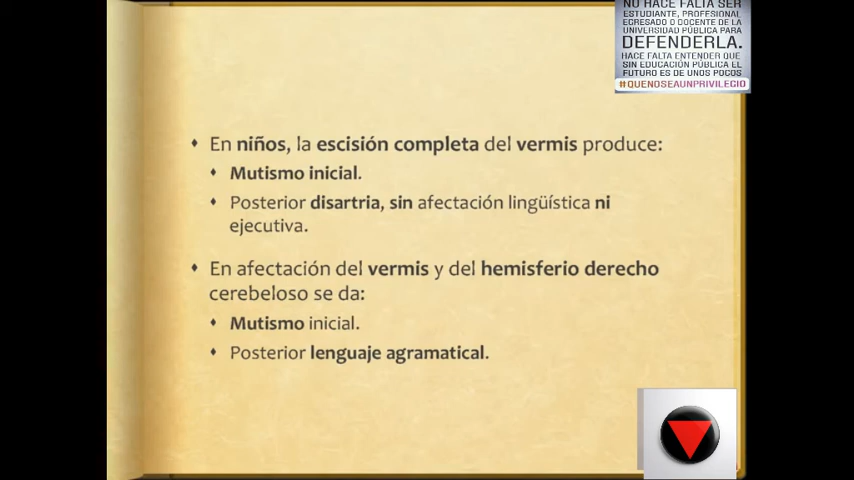 NO HACE FALTA SER
ESTUDIANTE, PROFESIONAL,
EGRESADO O DOCENTE DE LA
UNIVERSIDAD PÚBLICA PARA
DEFENDERLA.
HACE FALTA ENTENDER QUE
SIN EDUCACIÓN PÚBLICA EL
FUTURO ES DE UNOS POCOS
#QUENOSEAUNPRIVILEGIO
En niños, la escisión completa del vermis produce:
Mutismo inicial.
Posterior disartria, sin afectación lingüística ni
ejecutiva.
En afectación del vermis y del hemisferio derecho
cerebeloso se da:
Mutismo inicial.
Posterior lenguaje agramatical.